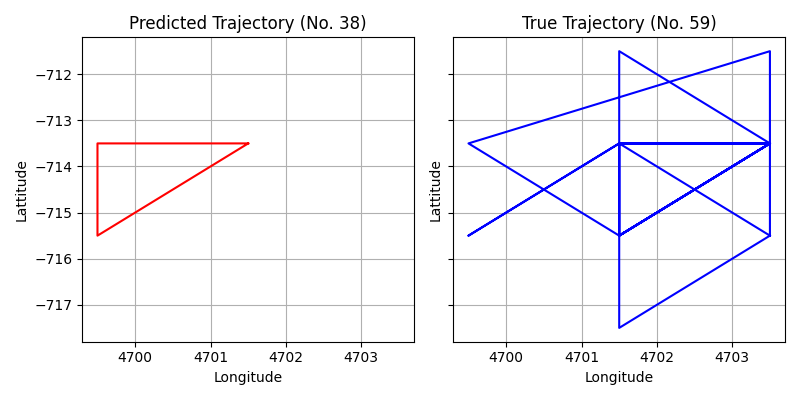 Predicted Trajectory (No. 38)
True Trajectory (No. 59)
Lattitude
−712
−713
−714
−715
−716
−717
4700
4701
4702
4703
Longitude
Lattitude
4700
4701
4702
4703
Longitude